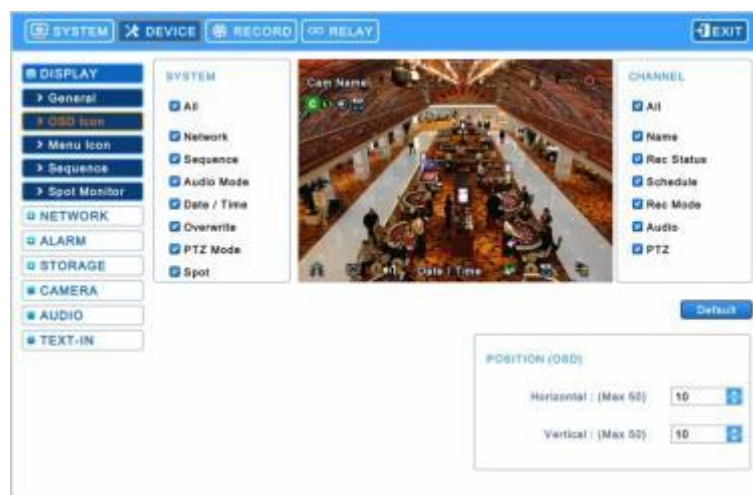 SYSTEM DEVICE RECORD RELAY EXIT
DISPLAY
> General
> OSD Icon
> Menu Icon
> Sequence
> Spot Monitor
NETWORK
ALARM
STORAGE
CAMERA
AUDIO
TEXT-IN
SYSTEM
All
Network
Sequence
Audio Mode
Date / Time
Overwrite
PTZ Mode
Spot
Cam Name
Date / Time
CHANNEL
All
Name
Rec Status
Schedule
Rec Mode
Audio
PTZ
Default
POSITION (OSD)
Horizontal : (Max 50) 10
Vertical : (Max 50) 10